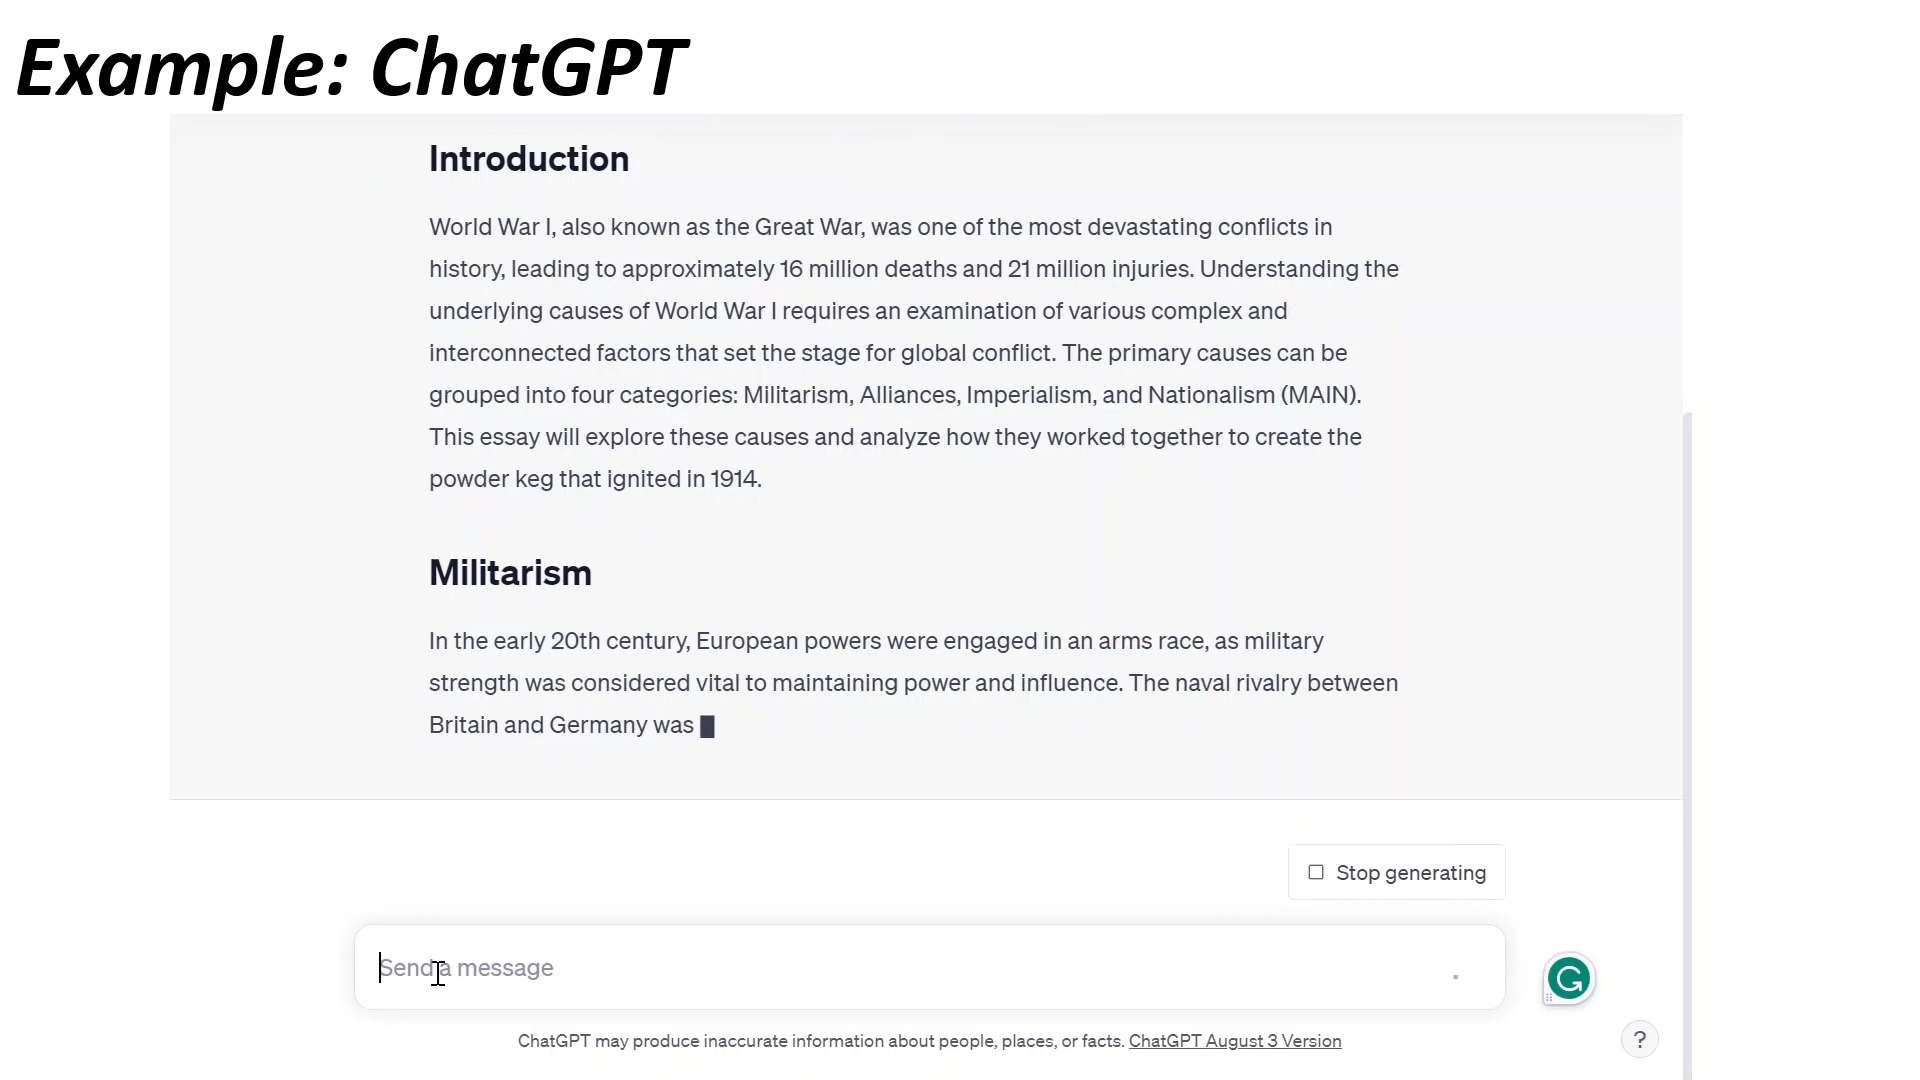 Example: ChatGPT
Introduction
World War I, also known as the Great War, was one of the most devastating conflicts in
history, leading to approximately 16 million deaths and 21 million injuries. Understanding the
underlying causes of World War I requires an examination of various complex and
interconnected factors that set the stage for global conflict. The primary causes can be
grouped into four categories: Militarism, Alliances, Imperialism, and Nationalism (MAIN).
This essay will explore these causes and analyze how they worked together to create the
powder keg that ignited in 1914.
Militarism
In the early 20th century, European powers were engaged in an arms race, as military
strength was considered vital to maintaining power and influence. The naval rivalry between
Britain and Germany was
Stop generating
Send a message
G
ChatGPT may produce inaccurate information about people, places, or facts. ChatGPT August 3 Version
?